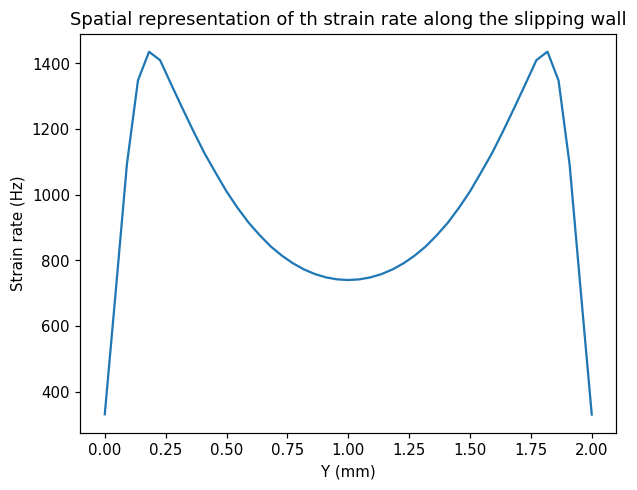 Spatial representation of th strain rate along the slipping wall
1400
1200
1000
800
600
400
Strain rate (Hz)
0.00 0.25 0.50 0.75 1.00 1.25 1.50 1.75 2.00
Y (mm)